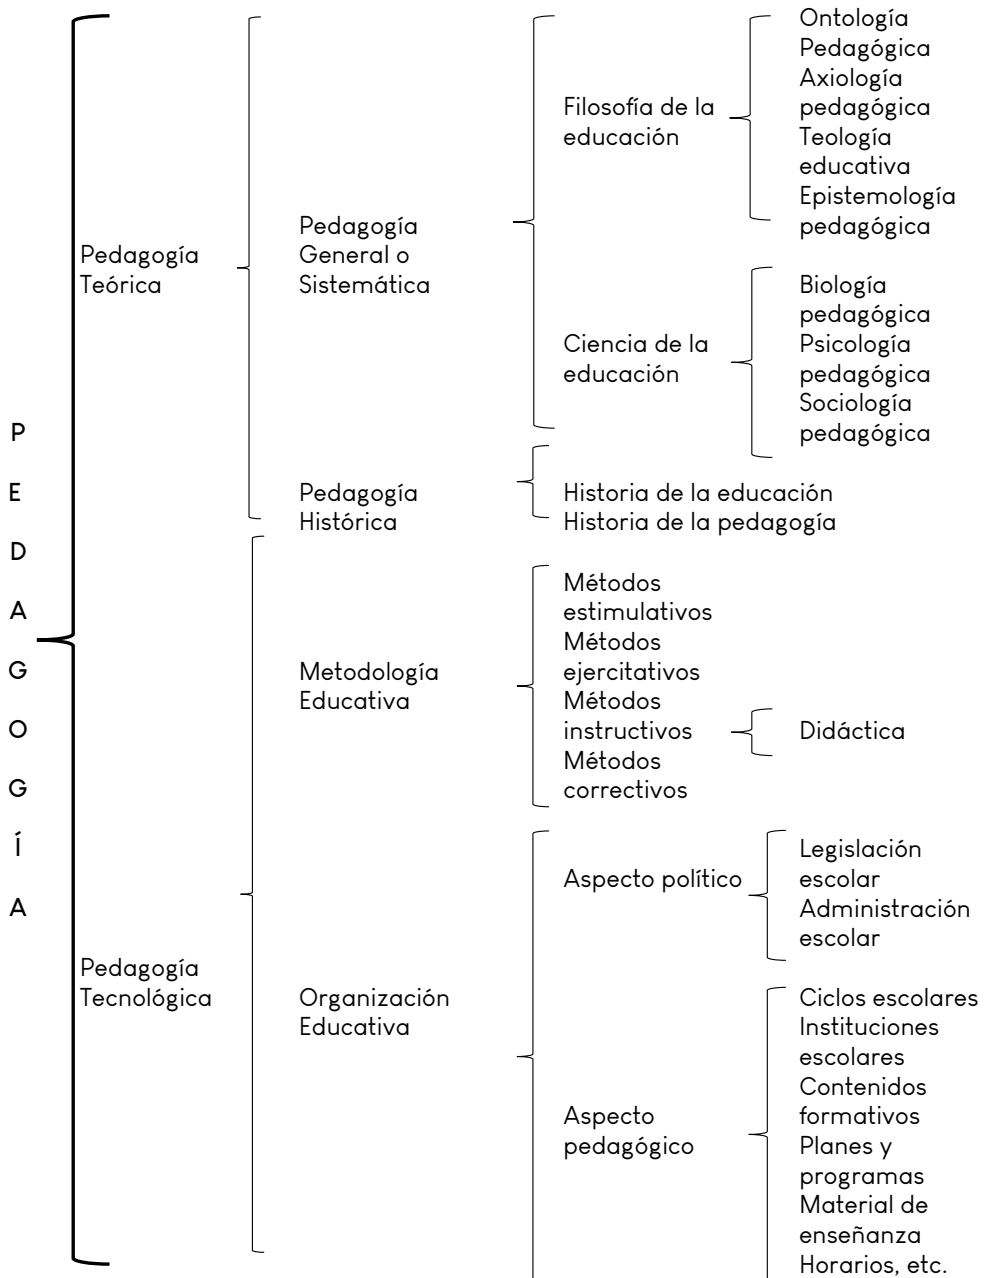 PEDAGOGÍA
Pedagogía
Teórica
Pedagogía
General o
Sistemática
Filosofía de la
educación
Ontología
Pedagógica
Axiología
pedagógica
Teología
educativa
Epistemología
pedagógica
Ciencia de la
educación
Biología
pedagógica
Psicología
pedagógica
Sociología
pedagógica
Pedagogía
Histórica
Historia de la educación
Historia de la pedagogía
Pedagogía
Tecnológica
Metodología
Educativa
Métodos
estimulativos
Métodos
ejercitativos
Métodos
instructivos
Métodos
correctivos
Didáctica
Organización
Educativa
Aspecto político
Legislación
escolar
Administración
escolar
Aspecto
pedagógico
Ciclos escolares
Instituciones
escolares
Contenidos
formativos
Planes y
programas
Material de
enseñanza
Horarios, etc.